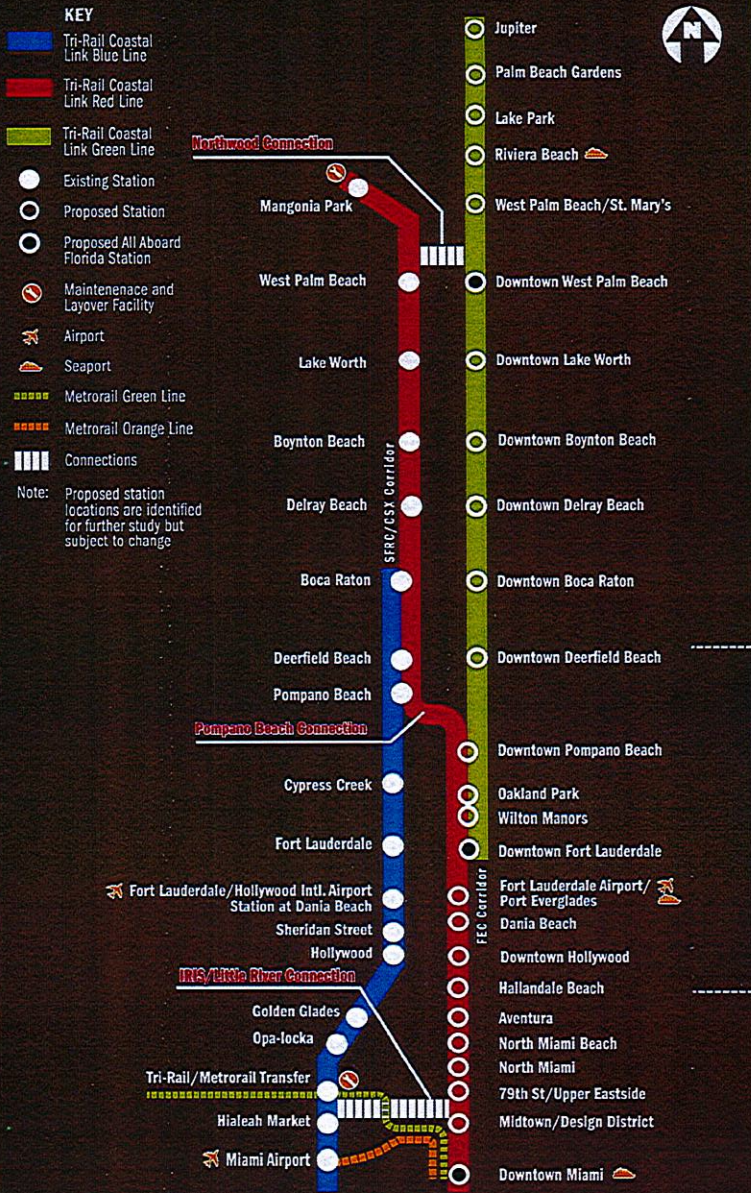 KEY
Tri-Rail Coastal
Link Blue Line
Tri-Rail Coastal
Link Red Line
Tri-Rail Coastal
Link Green Line
Existing Station
Proposed Station
Proposed All Aboard
Florida Station
Maintenenace and
Layover Facility
Airport
Seaport
Metrorail Green Line
Metrorail Orange Line
Connections
Note: Proposed station
locations are identified
for further study but
subject to change
N
Northwood Connection
Mangonia Park
West Palm Beach
Lake Worth
Boynton Beach
Delray Beach
SFRC/CSX Corridor
Boca Raton
Deerfield Beach
Pompano Beach
Pompano Beach Connection
Cypress Creek
Fort Lauderdale
Fort Lauderdale/Hollywood Intl. Airport
Station at Dania Beach
Sheridan Street
Hollywood
IRIS/Little River Connection
Golden Glades
Opa-locka
Tri-Rail/Metrorail Transfer
Hialeah Market
Miami Airport
Jupiter
Palm Beach Gardens
Lake Park
Riviera Beach
West Palm Beach/St. Mary's
Downtown West Palm Beach
Downtown Lake Worth
Downtown Boynton Beach
Downtown Delray Beach
Downtown Boca Raton
Downtown Deerfield Beach
Downtown Pompano Beach
Oakland Park
Wilton Manors
Downtown Fort Lauderdale
FEC Corridor
Fort Lauderdale Airport/
Port Everglades
Dania Beach
Downtown Hollywood
Hallandale Beach
Aventura
North Miami Beach
North Miami
79th St/Upper Eastside
Midtown/Design District
Downtown Miami